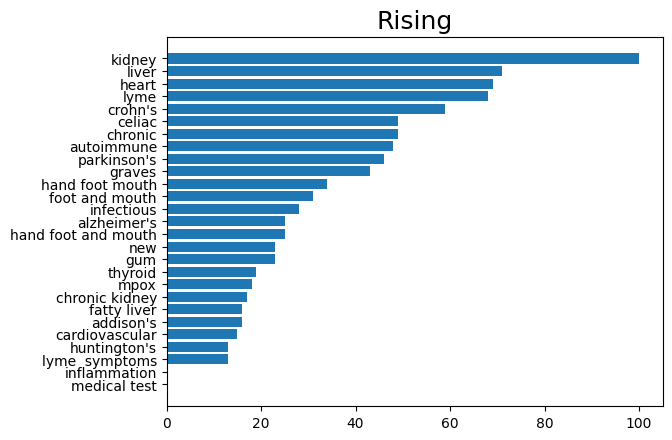 Rising
kidney
liver
heart
lyme
crohn's
celiac
chronic
autoimmune
parkinson's
graves
hand foot mouth
foot and mouth
infectious
alzheimer's
hand foot and mouth
new
gum
thyroid
mpox
chronic kidney
fatty liver
addison's
cardiovascular
huntington's
lyme  symptoms
inflammation
medical test
0 20 40 60 80 100